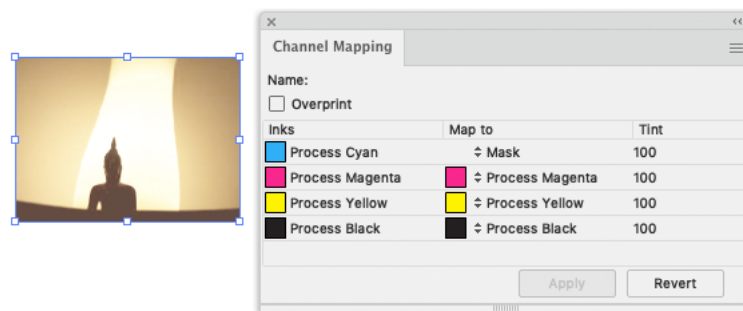 Channel Mapping
Name:
Overprint
Inks Map to Tint
Process Cyan Mask 100
Process Magenta Process Magenta 100
Process Yellow Process Yellow 100
Process Black Process Black 100
Apply Revert